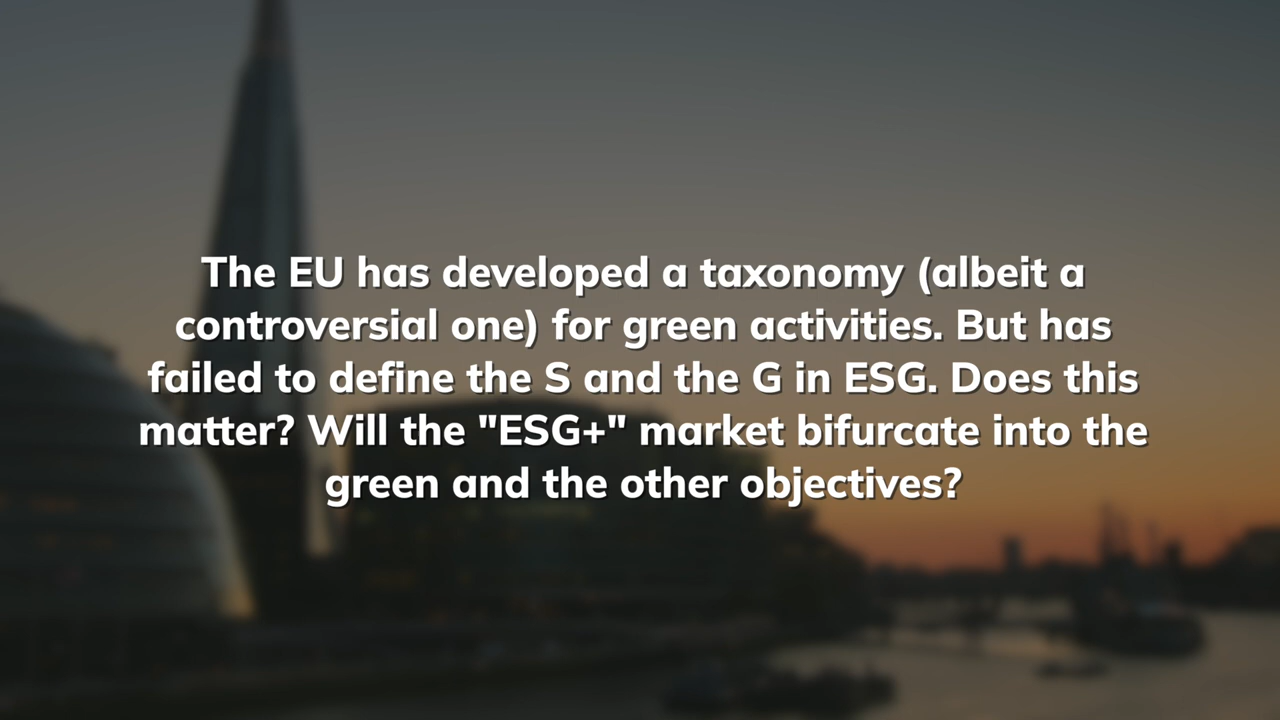 The EU has developed a taxonomy (albeit a
controversial one) for green activities. But has
failed to define the S and the G in ESG. Does this
matter? Will the "ESG+" market bifurcate into the
green and the other objectives?